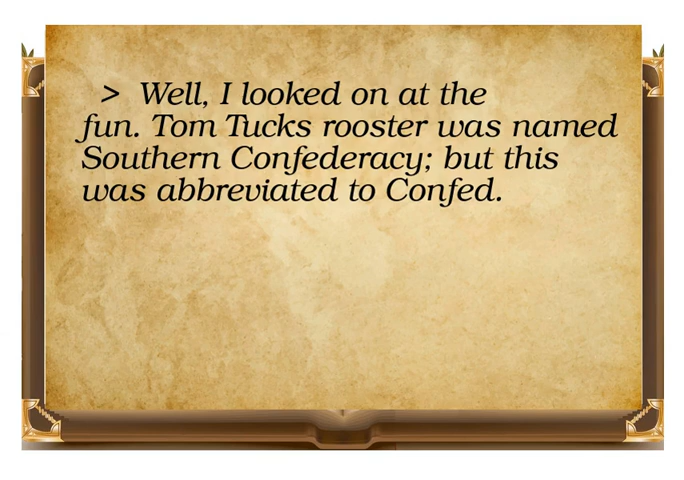 > Well, I looked on at the
fun. Tom Tucks rooster was named
Southern Confederacy; but this
was abbreviated to Confed.